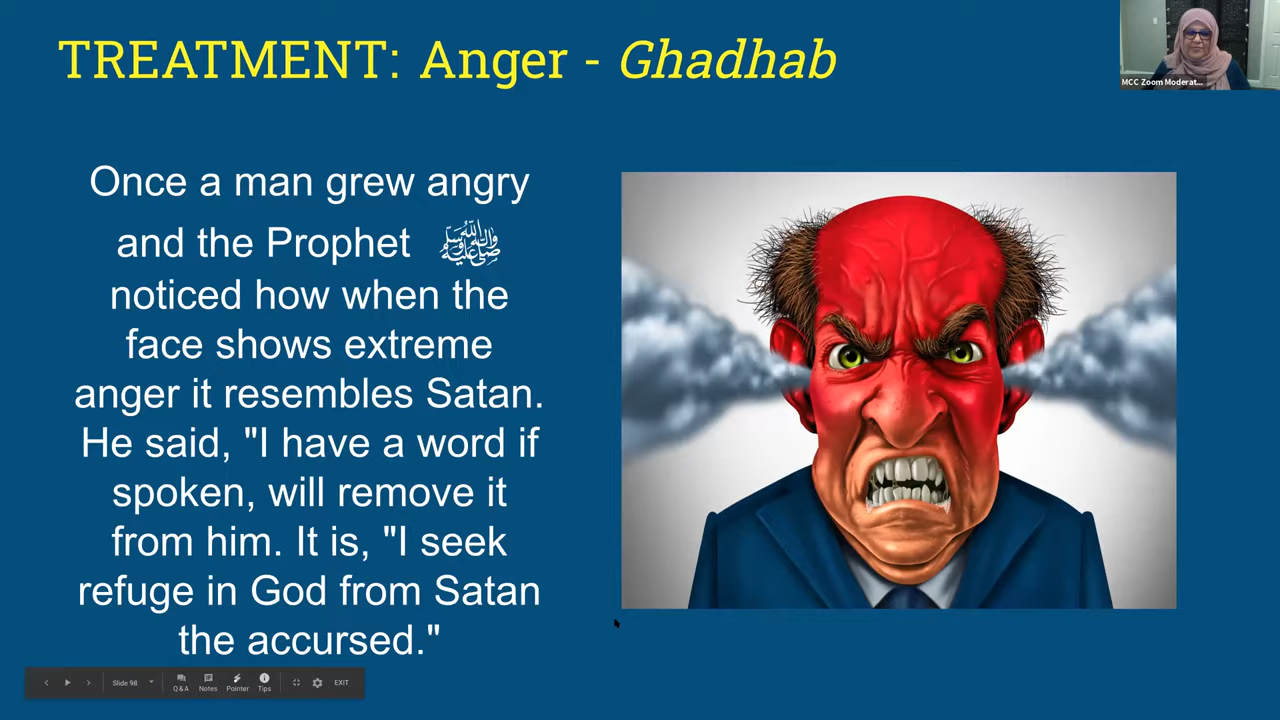 TREATMENT: Anger - Ghadhab
MCC Zoom Moderat...
Once a man grew angry
and the Prophet ﷺ
noticed how when the
face shows extreme
anger it resembles Satan.
He said, "I have a word if
spoken, will remove it
from him. It is, "I seek
refuge in God from Satan
the accursed."
Slide 98
Q&A
Notes
Pointer
Tips
EXIT